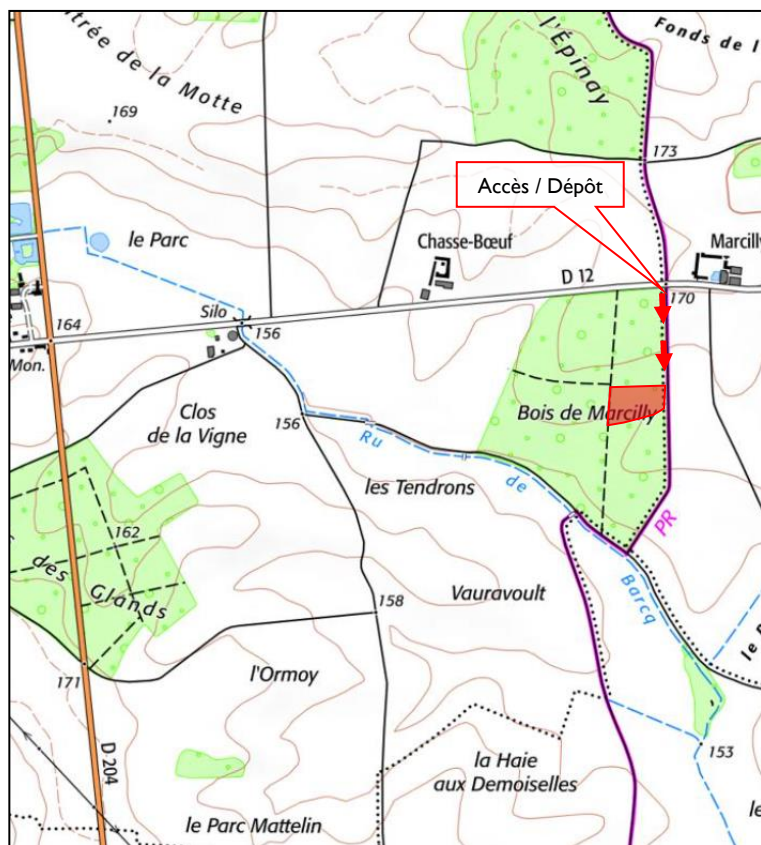 trée de la Motte
l'Épinay
Fonds de l
169
173
Accès / Dépôt
le Parc
Chasse-Bœuf
Marcilly
D 12
170
Silo
164
156
Mon.
Clos
de la Vigne
156
Bois de Marcilly
Ru de Barcq
les Tendrons
PR
162
des Glands
Vauravoult
158
171
l'Ormoy
D 204
153
la Haie
aux Demoiselles
le Parc Mattelin
le